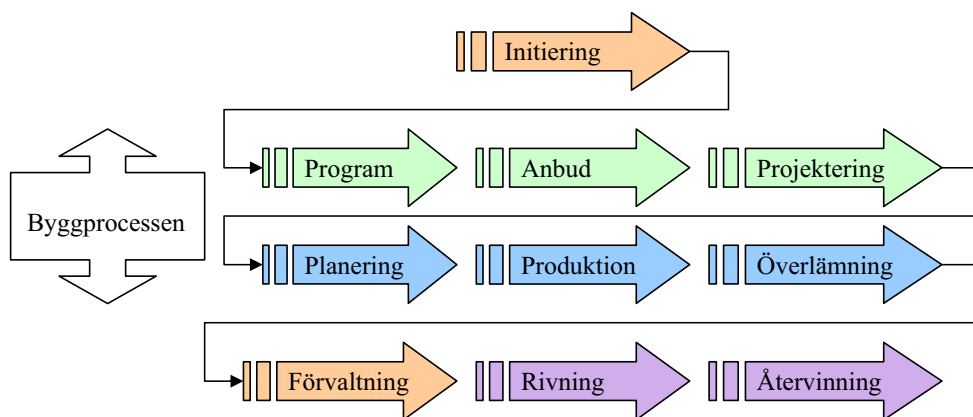 Initiering
Program
Anbud
Projektering
Byggprocessen
Planering
Produktion
Överlämning
Förvaltning
Rivning
Återvinning